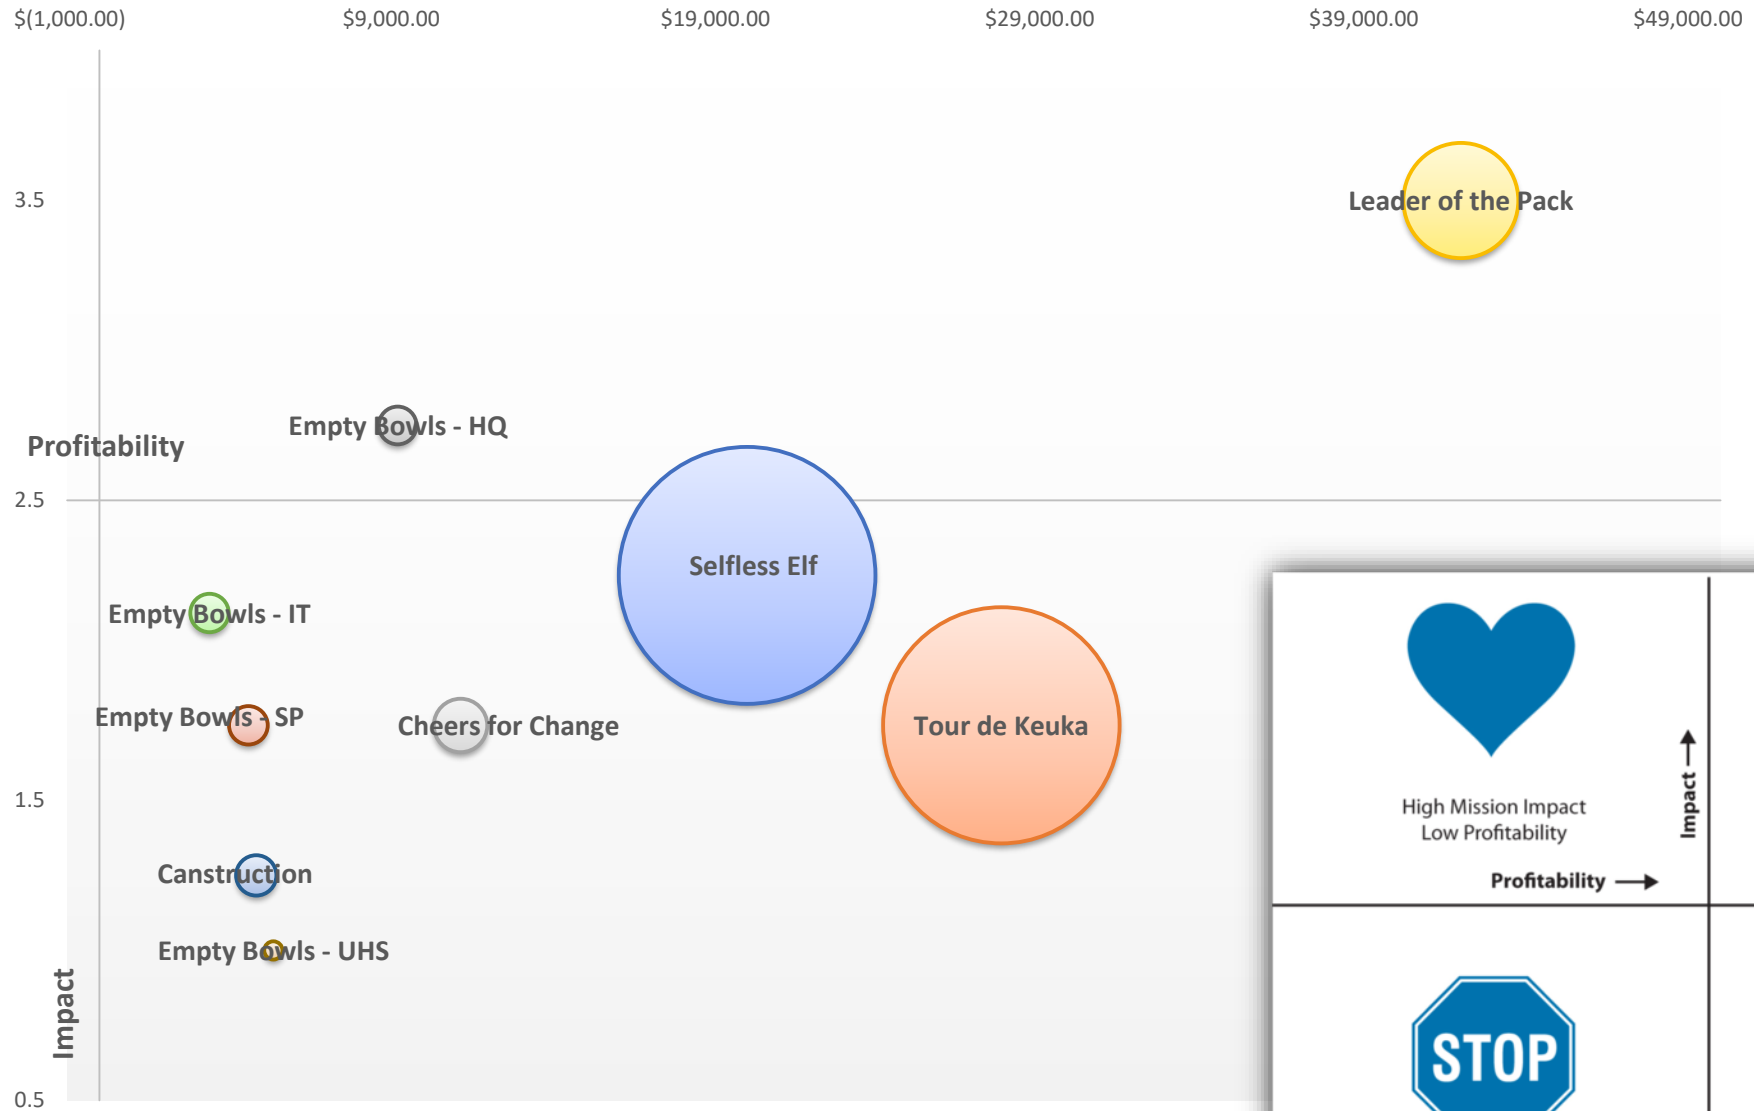 $(1,000.00) $9,000.00 $19,000.00 $29,000.00 $39,000.00 $49,000.00
3.5
Leader of the Pack
Empty Bowls - HQ
Profitability
2.5
Selfless Elf
Empty Bowls - IT
Empty Bowls - SP
Cheers for Change
Tour de Keuka
1.5
Canstruction
Empty Bowls - UHS
Impact
0.5
High Mission Impact
Low Profitability
Impact
Profitability
STOP